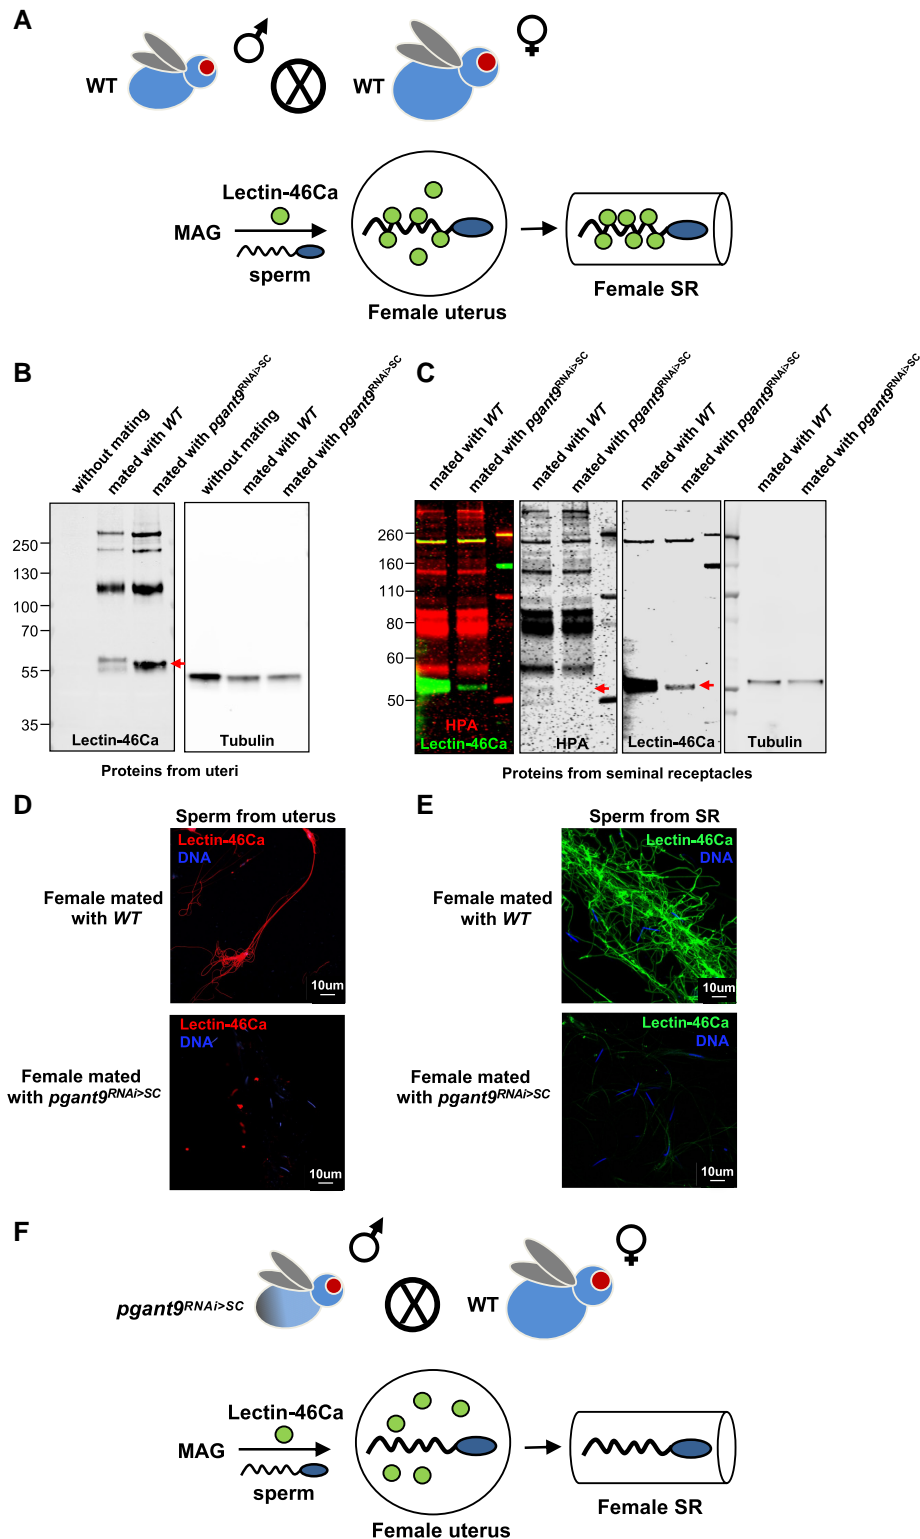 A
WT
♂
WT
♀
Lectin-46Ca
MAG
sperm
Female uterus
Female SR
B
without mating
mated with WT
mated with pgant9RNAi>SC
without mating
mated with WT
mated with pgant9RNAi>SC
250
130
100
70
55
35
Lectin-46Ca
Tubulin
Proteins from uteri
C
mated with WT
mated with pgant9RNAi>SC
mated with WT
mated with pgant9RNAi>SC
mated with WT
mated with pgant9RNAi>SC
mated with WT
mated with pgant9RNAi>SC
260
160
110
80
60
50
HPA
Lectin-46Ca
HPA
Lectin-46Ca
Tubulin
Proteins from seminal receptacles
D
Sperm from uterus
Female mated
with WT
Lectin-46Ca
DNA
10um
Female mated
with pgant9RNAi>SC
Lectin-46Ca
DNA
10um
E
Sperm from SR
Female mated
with WT
Lectin-46Ca
DNA
10um
Female mated
with pgant9RNAi>SC
Lectin-46Ca
DNA
10um
F
pgant9RNAi>SC
♂
WT
♀
Lectin-46Ca
MAG
sperm
Female uterus
Female SR